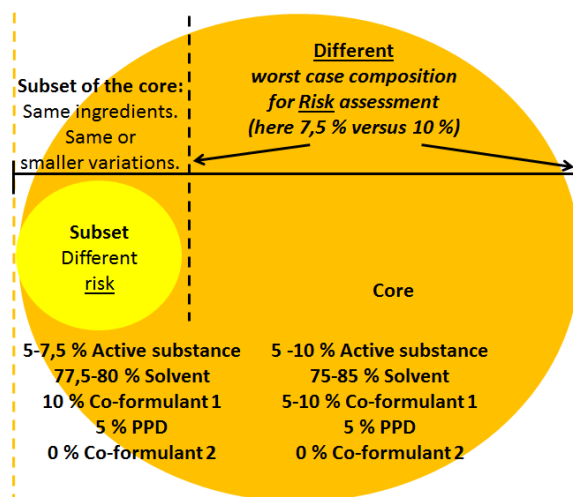 Different
worst case composition
for Risk assessment
(here 7,5 % versus 10 %)
Subset of the core:
Same ingredients.
Same or
smaller variations.
Subset
Different
risk
Core
5-7,5 % Active substance
77,5-80 % Solvent
10 % Co-formulant 1
5 % PPD
0 % Co-formulant 2
5 -10 % Active substance
75-85 % Solvent
5-10 % Co-formulant 1
5 % PPD
0 % Co-formulant 2